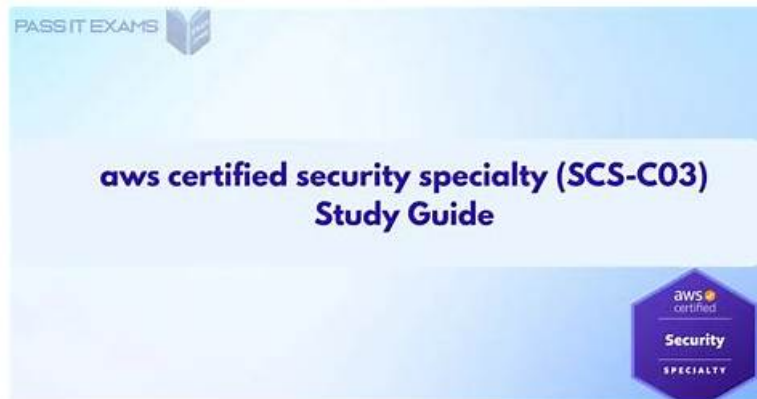 PASS IT EXAMS
aws certified security specialty (SCS-C03)
Study Guide
aws
certified
Security
SPECIALTY